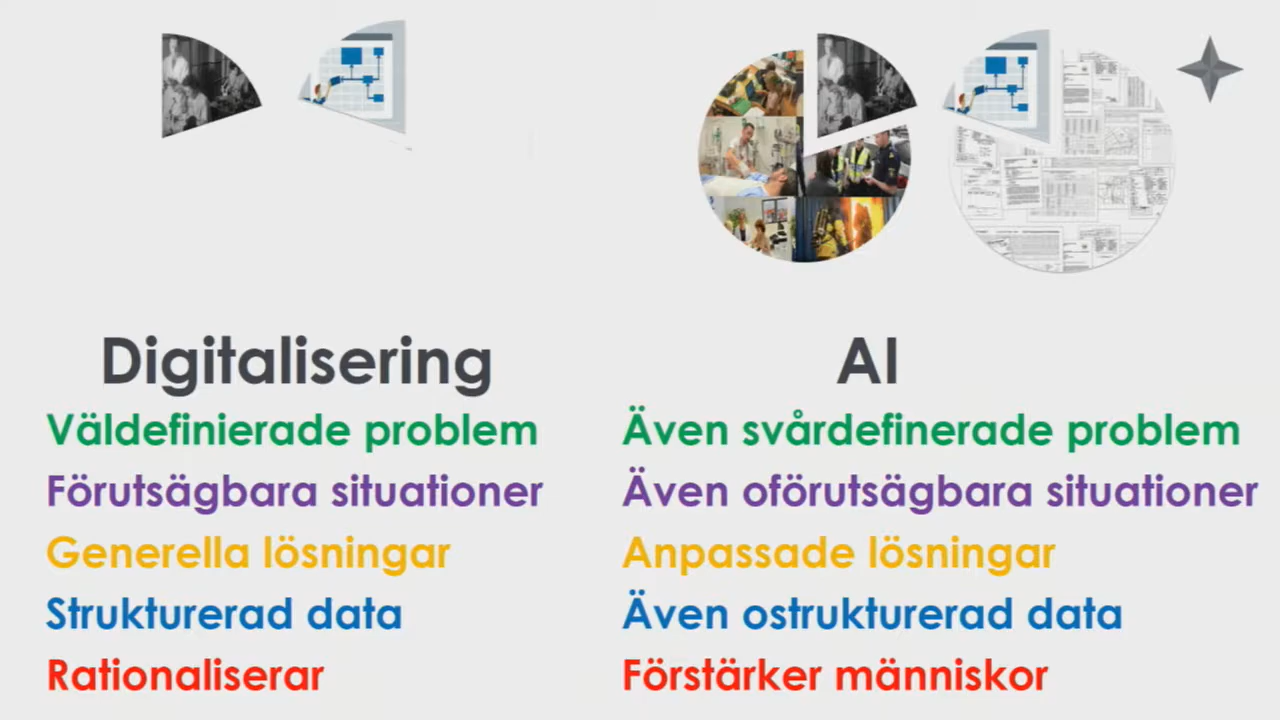 Digitalisering
Väldefinierade problem
Förutsägbara situationer
Generella lösningar
Strukturerad data
Rationaliserar
AI
Även svårdefinerade problem
Även oförutsägbara situationer
Anpassade lösningar
Även ostrukturerad data
Förstärker människor